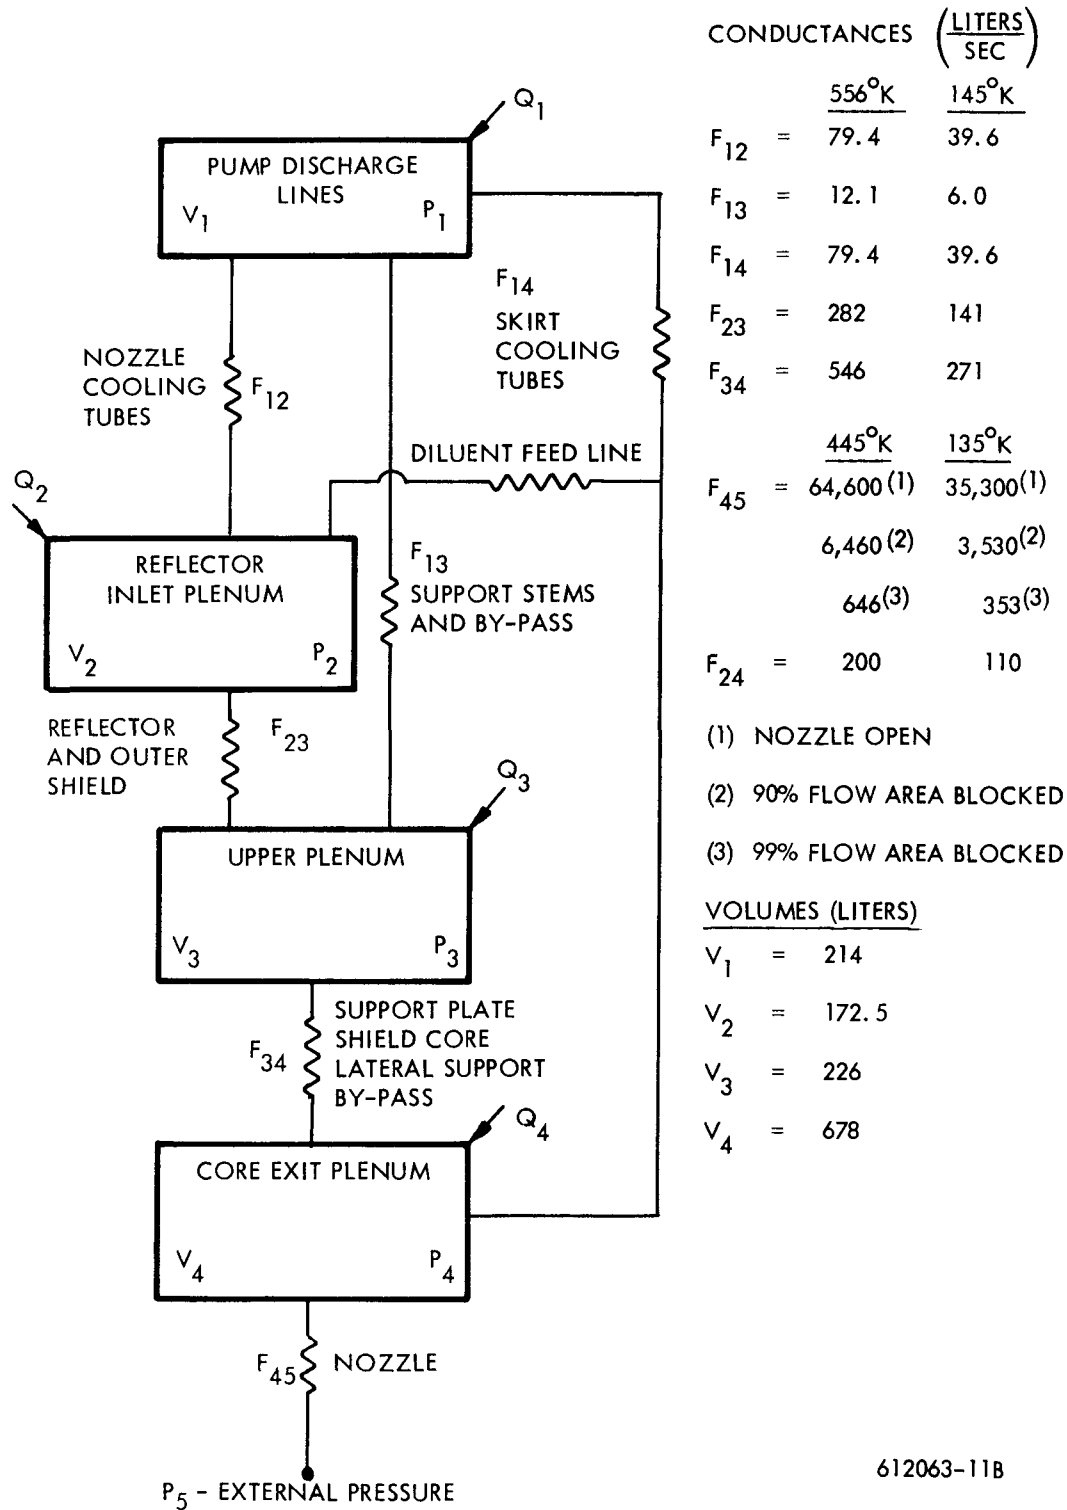 CONDUCTANCES (LITERS/SEC)
556°K 145°K
F12 = 79.4 39.6
F13 = 12.1 6.0
F14 = 79.4 39.6
F23 = 282 141
F34 = 546 271
445°K 135°K
F45 = 64,600(1) 35,300(1)
6,460(2) 3,530(2)
646(3) 353(3)
F24 = 200 110
(1) NOZZLE OPEN
(2) 90% FLOW AREA BLOCKED
(3) 99% FLOW AREA BLOCKED
VOLUMES (LITERS)
V1 = 214
V2 = 172.5
V3 = 226
V4 = 678
Q1
PUMP DISCHARGE
LINES
V1 P1
F14
SKIRT
COOLING
TUBES
NOZZLE
COOLING
TUBES
F12
DILUENT FEED LINE
Q2
REFLECTOR
INLET PLENUM
V2 P2
F13
SUPPORT STEMS
AND BY-PASS
REFLECTOR
AND OUTER
SHIELD
F23
Q3
UPPER PLENUM
V3 P3
F34
SUPPORT PLATE
SHIELD CORE
LATERAL SUPPORT
BY-PASS
Q4
CORE EXIT PLENUM
V4 P4
F45 NOZZLE
P5 - EXTERNAL PRESSURE
612063-11B